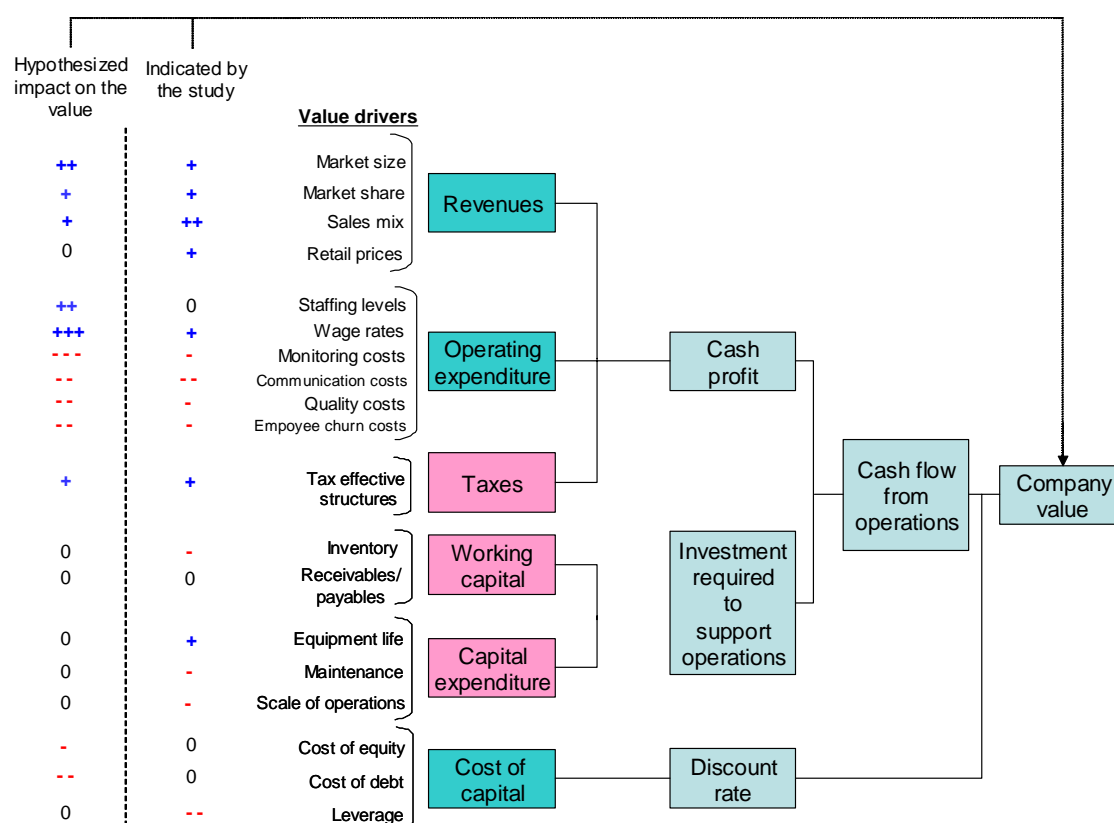 Hypothesized
impact on the
value
Indicated by
the study
Value drivers
++ + Market size
+ + Market share
+ ++ Sales mix
0 + Retail prices
Revenues
++ 0 Staffing levels
+++ + Wage rates
--- - Monitoring costs
-- -- Communication costs
-- - Quality costs
-- - Empoyee churn costs
Operating
expenditure
Cash
profit
+ + Tax effective
structures
Taxes
Cash flow
from
operations
Company
value
0 - Inventory
0 0 Receivables/
payables
Working
capital
Investment
required
to
support
operations
0 + Equipment life
0 - Maintenance
0 - Scale of operations
Capital
expenditure
- 0 Cost of equity
-- 0 Cost of debt
0 -- Leverage
Cost of
capital
Discount
rate